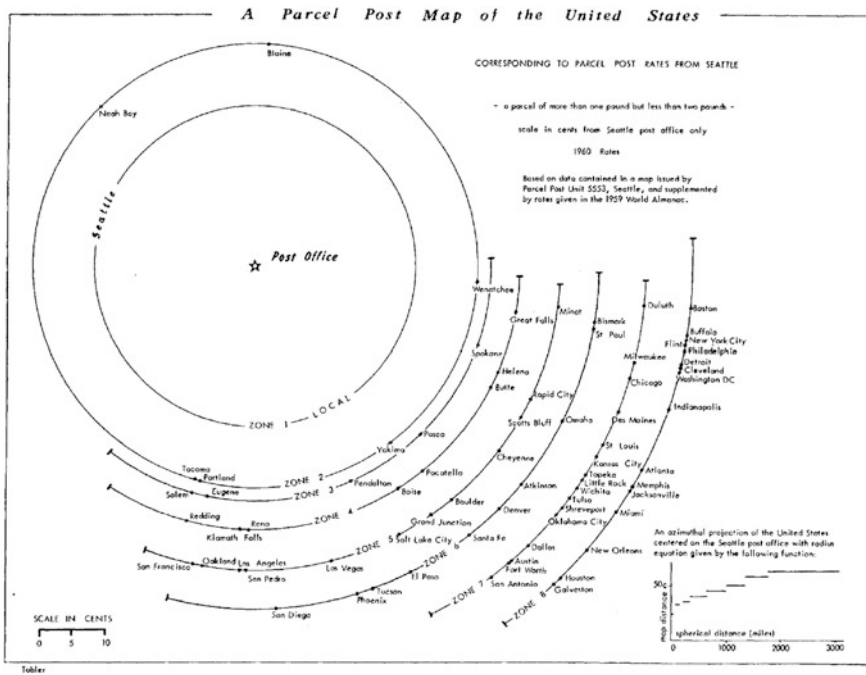 A Parcel Post Map of the United States
CORRESPONDING TO PARCEL POST RATES FROM SEATTLE
- a parcel of more than one pound but less than two pounds -
scale in cents from Seattle post office only
1960 Rates
Based on data contained in a map issued by
Parcel Post Unit 5553, Seattle, and supplemented
by rates given in the 1959 World Almanac.
Blaine
Neah Bay
Seattle
Post Office
ZONE 1 LOCAL
Wenatchee
Yakima
Tacoma
Portland
ZONE 2
Spokane
Pasco
Pendalton
ZONE 3
Eugene
Salem
Great Falls
Helena
Butte
Pocatello
Boise
ZONE 4
Reno
Klamath Falls
Redding
Minot
Rapid City
Scotts Bluff
Cheyenne
Boulder
Grand Junction
Salt Lake City
ZONE 5
Las Vegas
Los Angeles
San Pedro
Oakland
San Francisco
Bismark
St Paul
Omaha
Atkinson
Denver
Santa Fe
ZONE 6
El Paso
Tucson
Phoenix
San Diego
Duluth
Milwaukee
Chicago
Des Moines
St Louis
Kansas City
Topeka
Little Rock
Wichita
Tulsa
Shreveport
Oklahoma City
Dallas
Austin
Fort Worth
San Antonio
ZONE 7
Boston
Buffalo
New York City
Flint
Philadelphia
Detroit
Cleveland
Washington DC
Indianapolis
Atlanta
Memphis
Jacksonville
Miami
New Orleans
Houston
Galveston
ZONE 8
An azimuthal projection of the United States
centered on the Seattle post office with radius
equation given by the following function:
50¢
map distance
spherical distance (miles)
0 1000 2000 3000
SCALE IN CENTS
0 5 10
Tobler